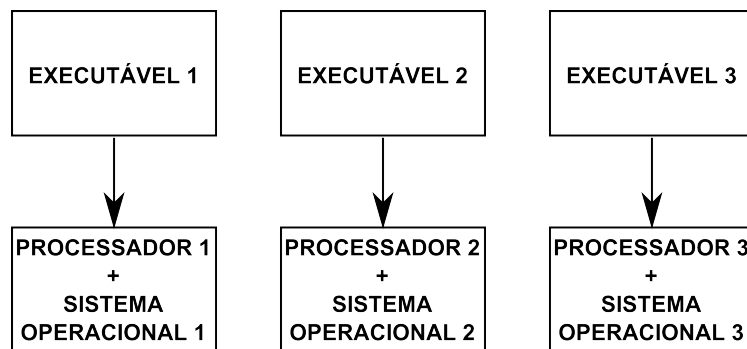 EXECUTÁVEL 1
EXECUTÁVEL 2
EXECUTÁVEL 3
PROCESSADOR 1
+
SISTEMA
OPERACIONAL 1
PROCESSADOR 2
+
SISTEMA
OPERACIONAL 2
PROCESSADOR 3
+
SISTEMA
OPERACIONAL 3